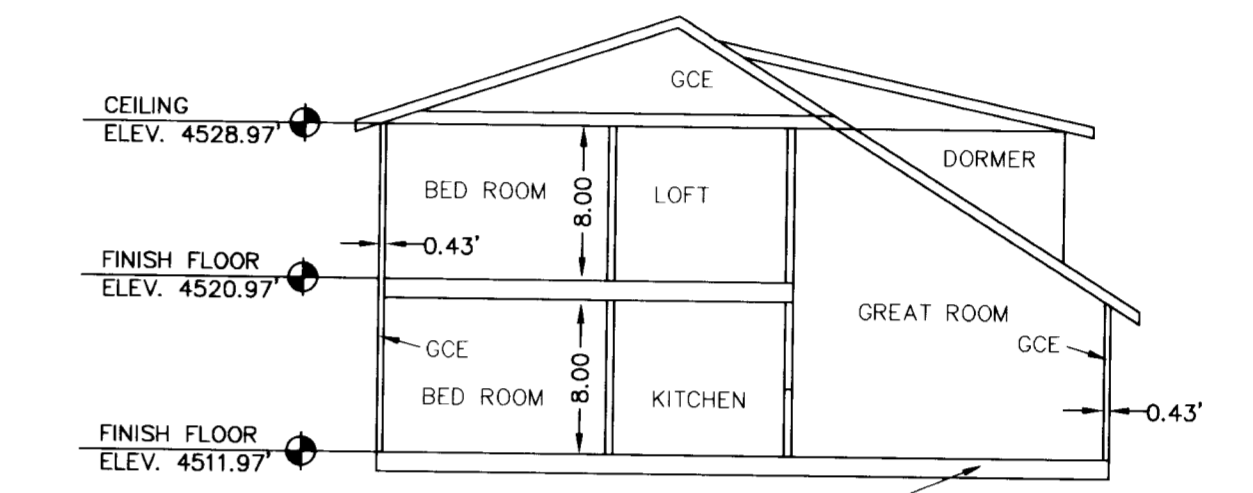 GCE
CEILING
ELEV. 4528.97'
DORMER
BED ROOM
8.00
LOFT
0.43'
FINISH FLOOR
ELEV. 4520.97'
GREAT ROOM
GCE
GCE
8.00
BED ROOM
KITCHEN
0.43'
FINISH FLOOR
ELEV. 4511.97'